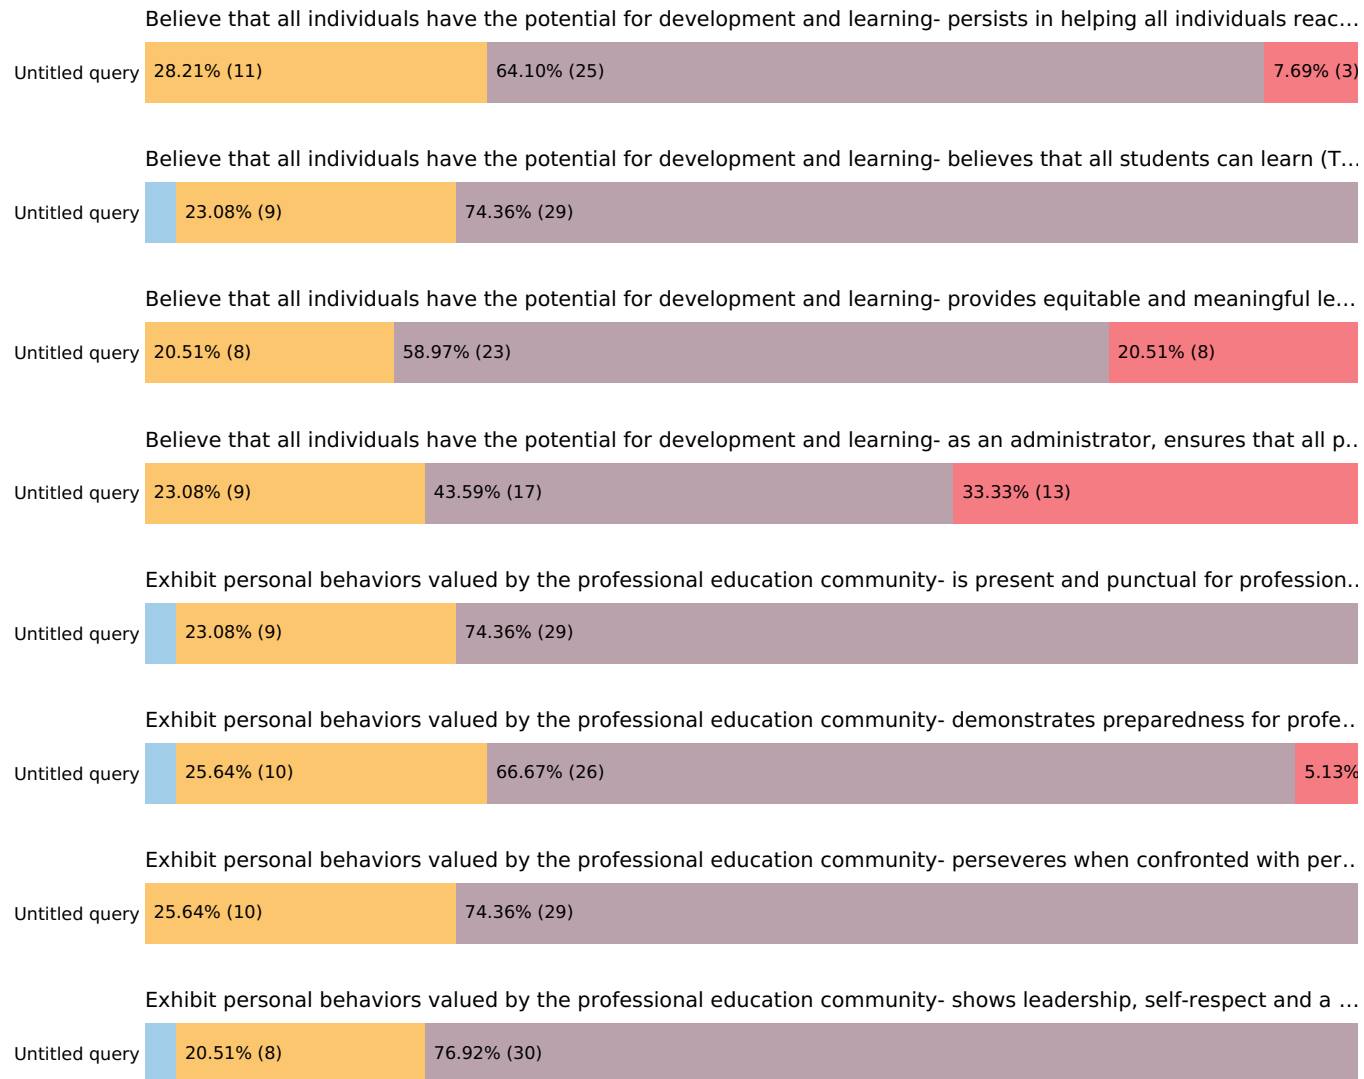 Believe that all individuals have the potential for development and learning- persists in helping all individuals reac...
Untitled query 28.21% (11) 64.10% (25) 7.69% (3)
Believe that all individuals have the potential for development and learning- believes that all students can learn (T...
Untitled query 23.08% (9) 74.36% (29)
Believe that all individuals have the potential for development and learning- provides equitable and meaningful le...
Untitled query 20.51% (8) 58.97% (23) 20.51% (8)
Believe that all individuals have the potential for development and learning- as an administrator, ensures that all p...
Untitled query 23.08% (9) 43.59% (17) 33.33% (13)
Exhibit personal behaviors valued by the professional education community- is present and punctual for profession...
Untitled query 23.08% (9) 74.36% (29)
Exhibit personal behaviors valued by the professional education community- demonstrates preparedness for profe...
Untitled query 25.64% (10) 66.67% (26) 5.13%
Exhibit personal behaviors valued by the professional education community- perseveres when confronted with per...
Untitled query 25.64% (10) 74.36% (29)
Exhibit personal behaviors valued by the professional education community- shows leadership, self-respect and a ...
Untitled query 20.51% (8) 76.92% (30)